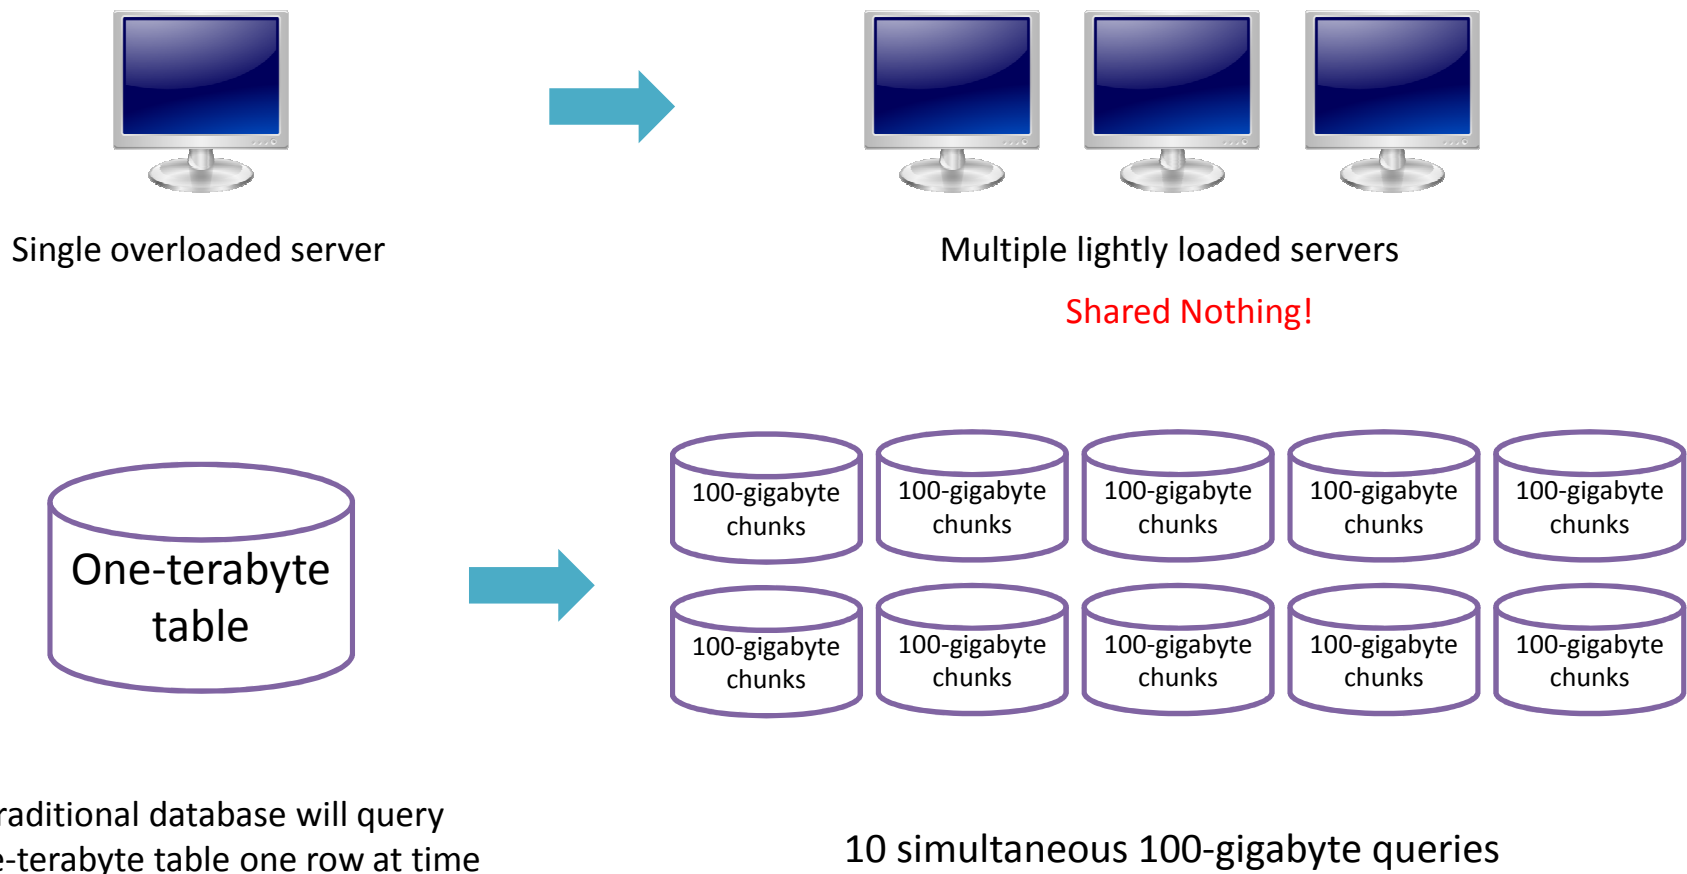 Single overloaded server
Multiple lightly loaded servers
Shared Nothing!
One-terabyte
table
100-gigabyte
chunks
100-gigabyte
chunks
100-gigabyte
chunks
100-gigabyte
chunks
100-gigabyte
chunks
100-gigabyte
chunks
100-gigabyte
chunks
100-gigabyte
chunks
100-gigabyte
chunks
100-gigabyte
chunks
raditional database will query
e-terabyte table one row at time
10 simultaneous 100-gigabyte queries